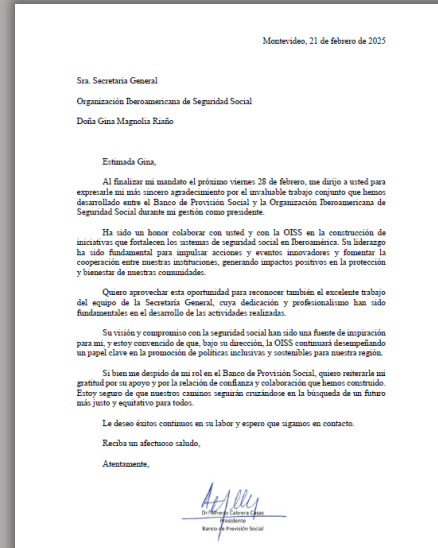 Montevideo, 21 de febrero de 2025
Sra. Secretaria General
Organización Iberoamericana de Seguridad Social
Doña Gina Magnolia Riaño
Estimada Gina,
Al finalizar mi mandato el próximo viernes 28 de febrero, me dirijo a usted para
expresarle mi más sincero agradecimiento por el invaluable trabajo conjunto que hemos
desarrollado entre el Banco de Provisión Social y la Organización Iberoamericana de
Seguridad Social durante mi gestión como presidente.
Ha sido un honor colaborar con usted y con la OISS en la construcción de
iniciativas que fortalecen los sistemas de seguridad social en Iberoamérica. Su liderazgo
ha sido fundamental para impulsar acciones y eventos innovadores y fomentar la
cooperación entre nuestras instituciones, generando impactos positivos en la protección
y bienestar de nuestras comunidades.
Quiero aprovechar esta oportunidad para reconocer también el excelente trabajo
del equipo de la Secretaría General, cuya dedicación y profesionalismo han sido
fundamentales en el desarrollo de las actividades realizadas.
Su visión y compromiso con la seguridad social han sido una fuente de inspiración
para mí, y estoy convencido de que, bajo su dirección, la OISS continuará desempeñando
un papel clave en la promoción de políticas inclusivas y sostenibles para nuestra región.
Si bien me despido de mi rol en el Banco de Provisión Social, quiero reiterarle mi
gratitud por su apoyo y por la relación de confianza y colaboración que hemos construido.
Estoy seguro de que nuestros caminos seguirán cruzándose en la búsqueda de un futuro
más justo y equitativo para todos.
Le deseo éxitos continuos en su labor y espero que sigamos en contacto.
Reciba un afectuoso saludo,
Atentamente,
Dr. Alfredo Cabrera Casas
Presidente
Banco de Previsión Social